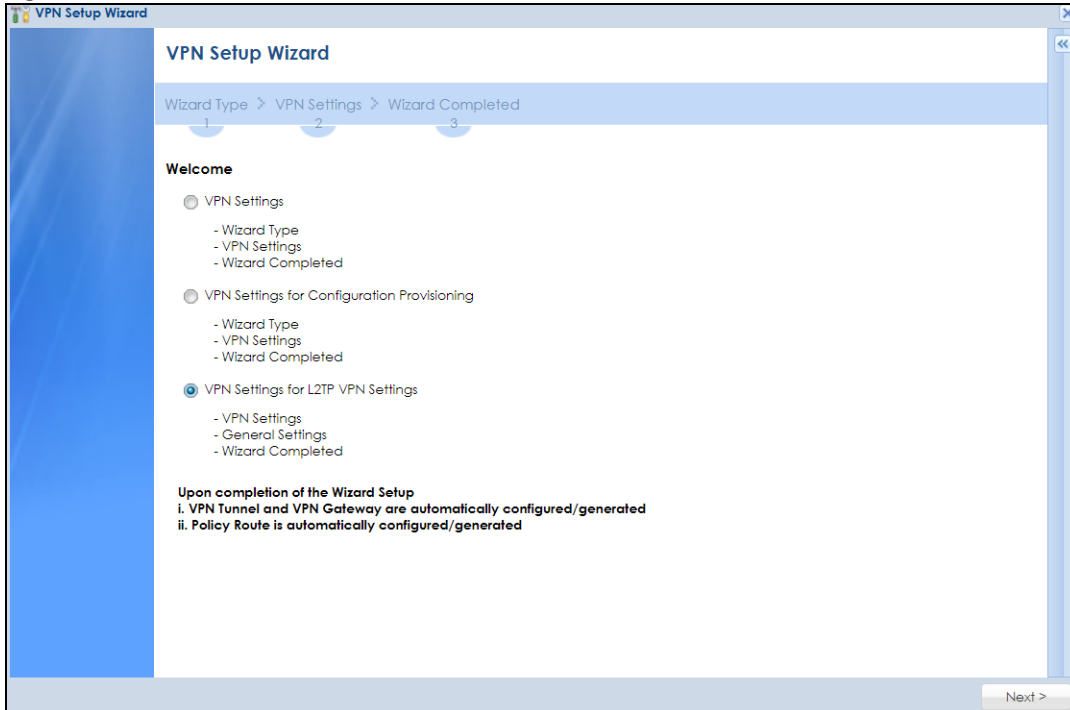 VPN Setup Wizard
VPN Setup Wizard
Wizard Type > VPN Settings > Wizard Completed
1 2 3
Welcome
VPN Settings
- Wizard Type
- VPN Settings
- Wizard Completed
VPN Settings for Configuration Provisioning
- Wizard Type
- VPN Settings
- Wizard Completed
VPN Settings for L2TP VPN Settings
- VPN Settings
- General Settings
- Wizard Completed
Upon completion of the Wizard Setup
i. VPN Tunnel and VPN Gateway are automatically configured/generated
ii. Policy Route is automatically configured/generated
Next >